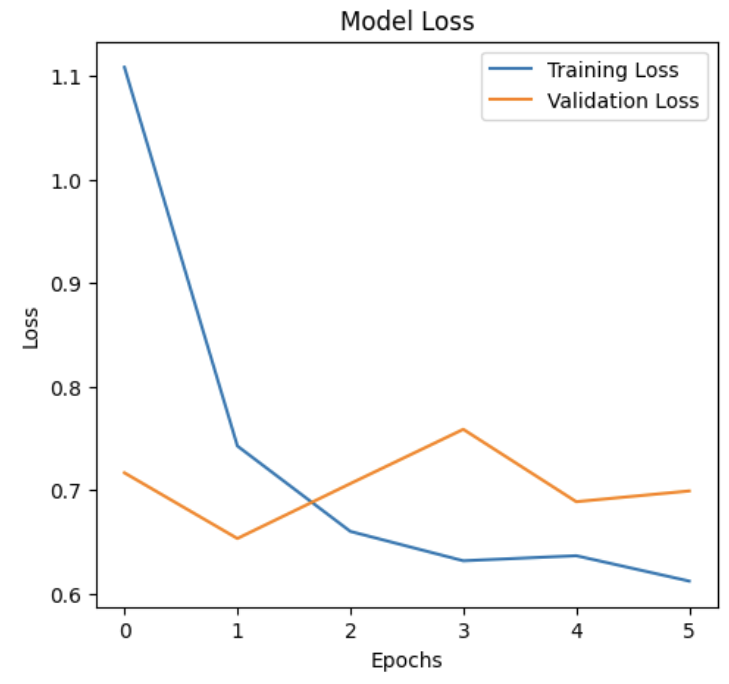 Model Loss
Training Loss
Validation Loss
1.1
1.0
0.9
0.8
0.7
0.6
Loss
0 1 2 3 4 5
Epochs